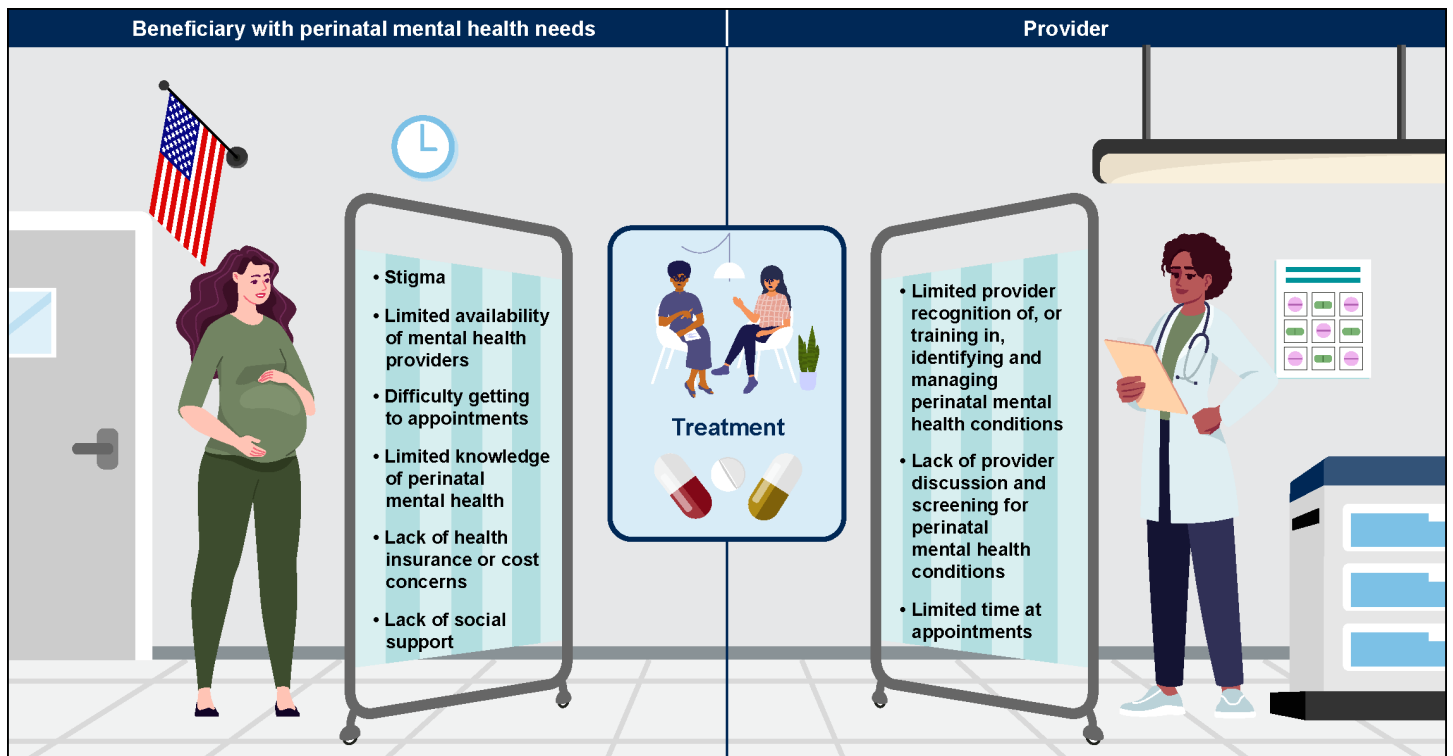 Beneficiary with perinatal mental health needs
Provider
• Stigma
• Limited availability
of mental health
providers
• Difficulty getting
to appointments
• Limited knowledge
of perinatal
mental health
• Lack of health
insurance or cost
concerns
• Lack of social
support
Treatment
• Limited provider
recognition of, or
training in,
identifying and
managing
perinatal mental
health conditions
• Lack of provider
discussion and
screening for
perinatal
mental health
conditions
• Limited time at
appointments